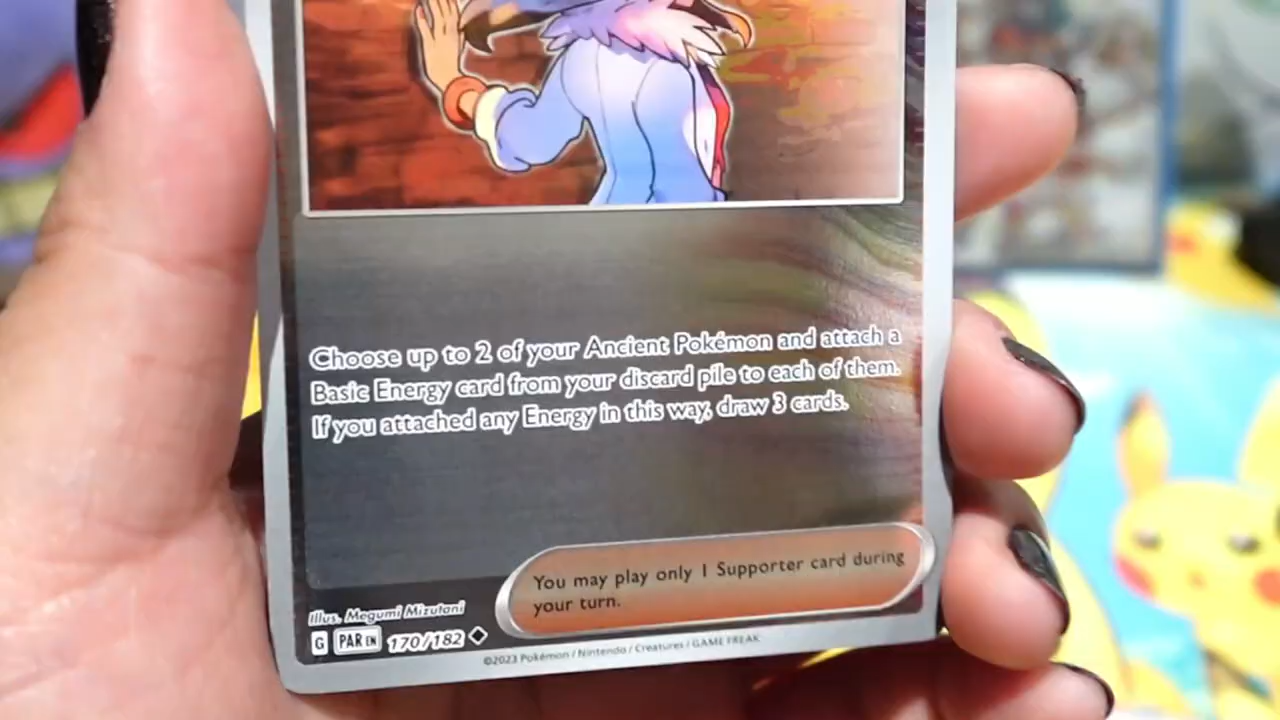 Choose up to 2 of your Ancient Pokémon and attach a
Basic Energy card from your discard pile to each of them.
If you attached any Energy in this way, draw 3 cards.
You may play only 1 Supporter card during
your turn.
Illus. Megumi Mizutani
G PAR EN 170/182
©2023 Pokémon / Nintendo / Creatures / GAME FREAK